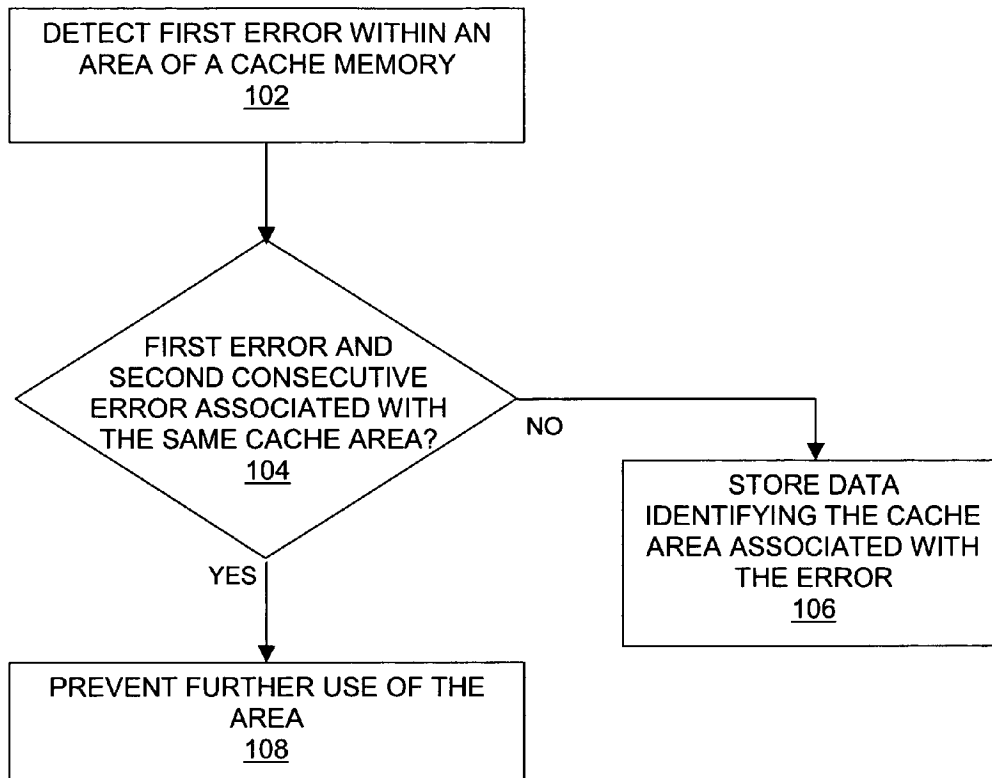 DETECT FIRST ERROR WITHIN AN
AREA OF A CACHE MEMORY
102
FIRST ERROR AND
SECOND CONSECUTIVE
ERROR ASSOCIATED WITH
THE SAME CACHE AREA?
104
NO
STORE DATA
IDENTIFYING THE CACHE
AREA ASSOCIATED WITH
THE ERROR
106
YES
PREVENT FURTHER USE OF THE
AREA
108